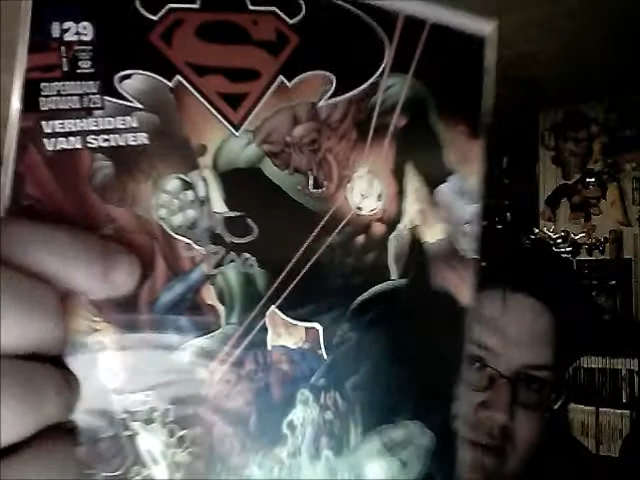 #29
SUPERMAN/
BATMAN #29
VERHEIDEN
VAN SCIVER